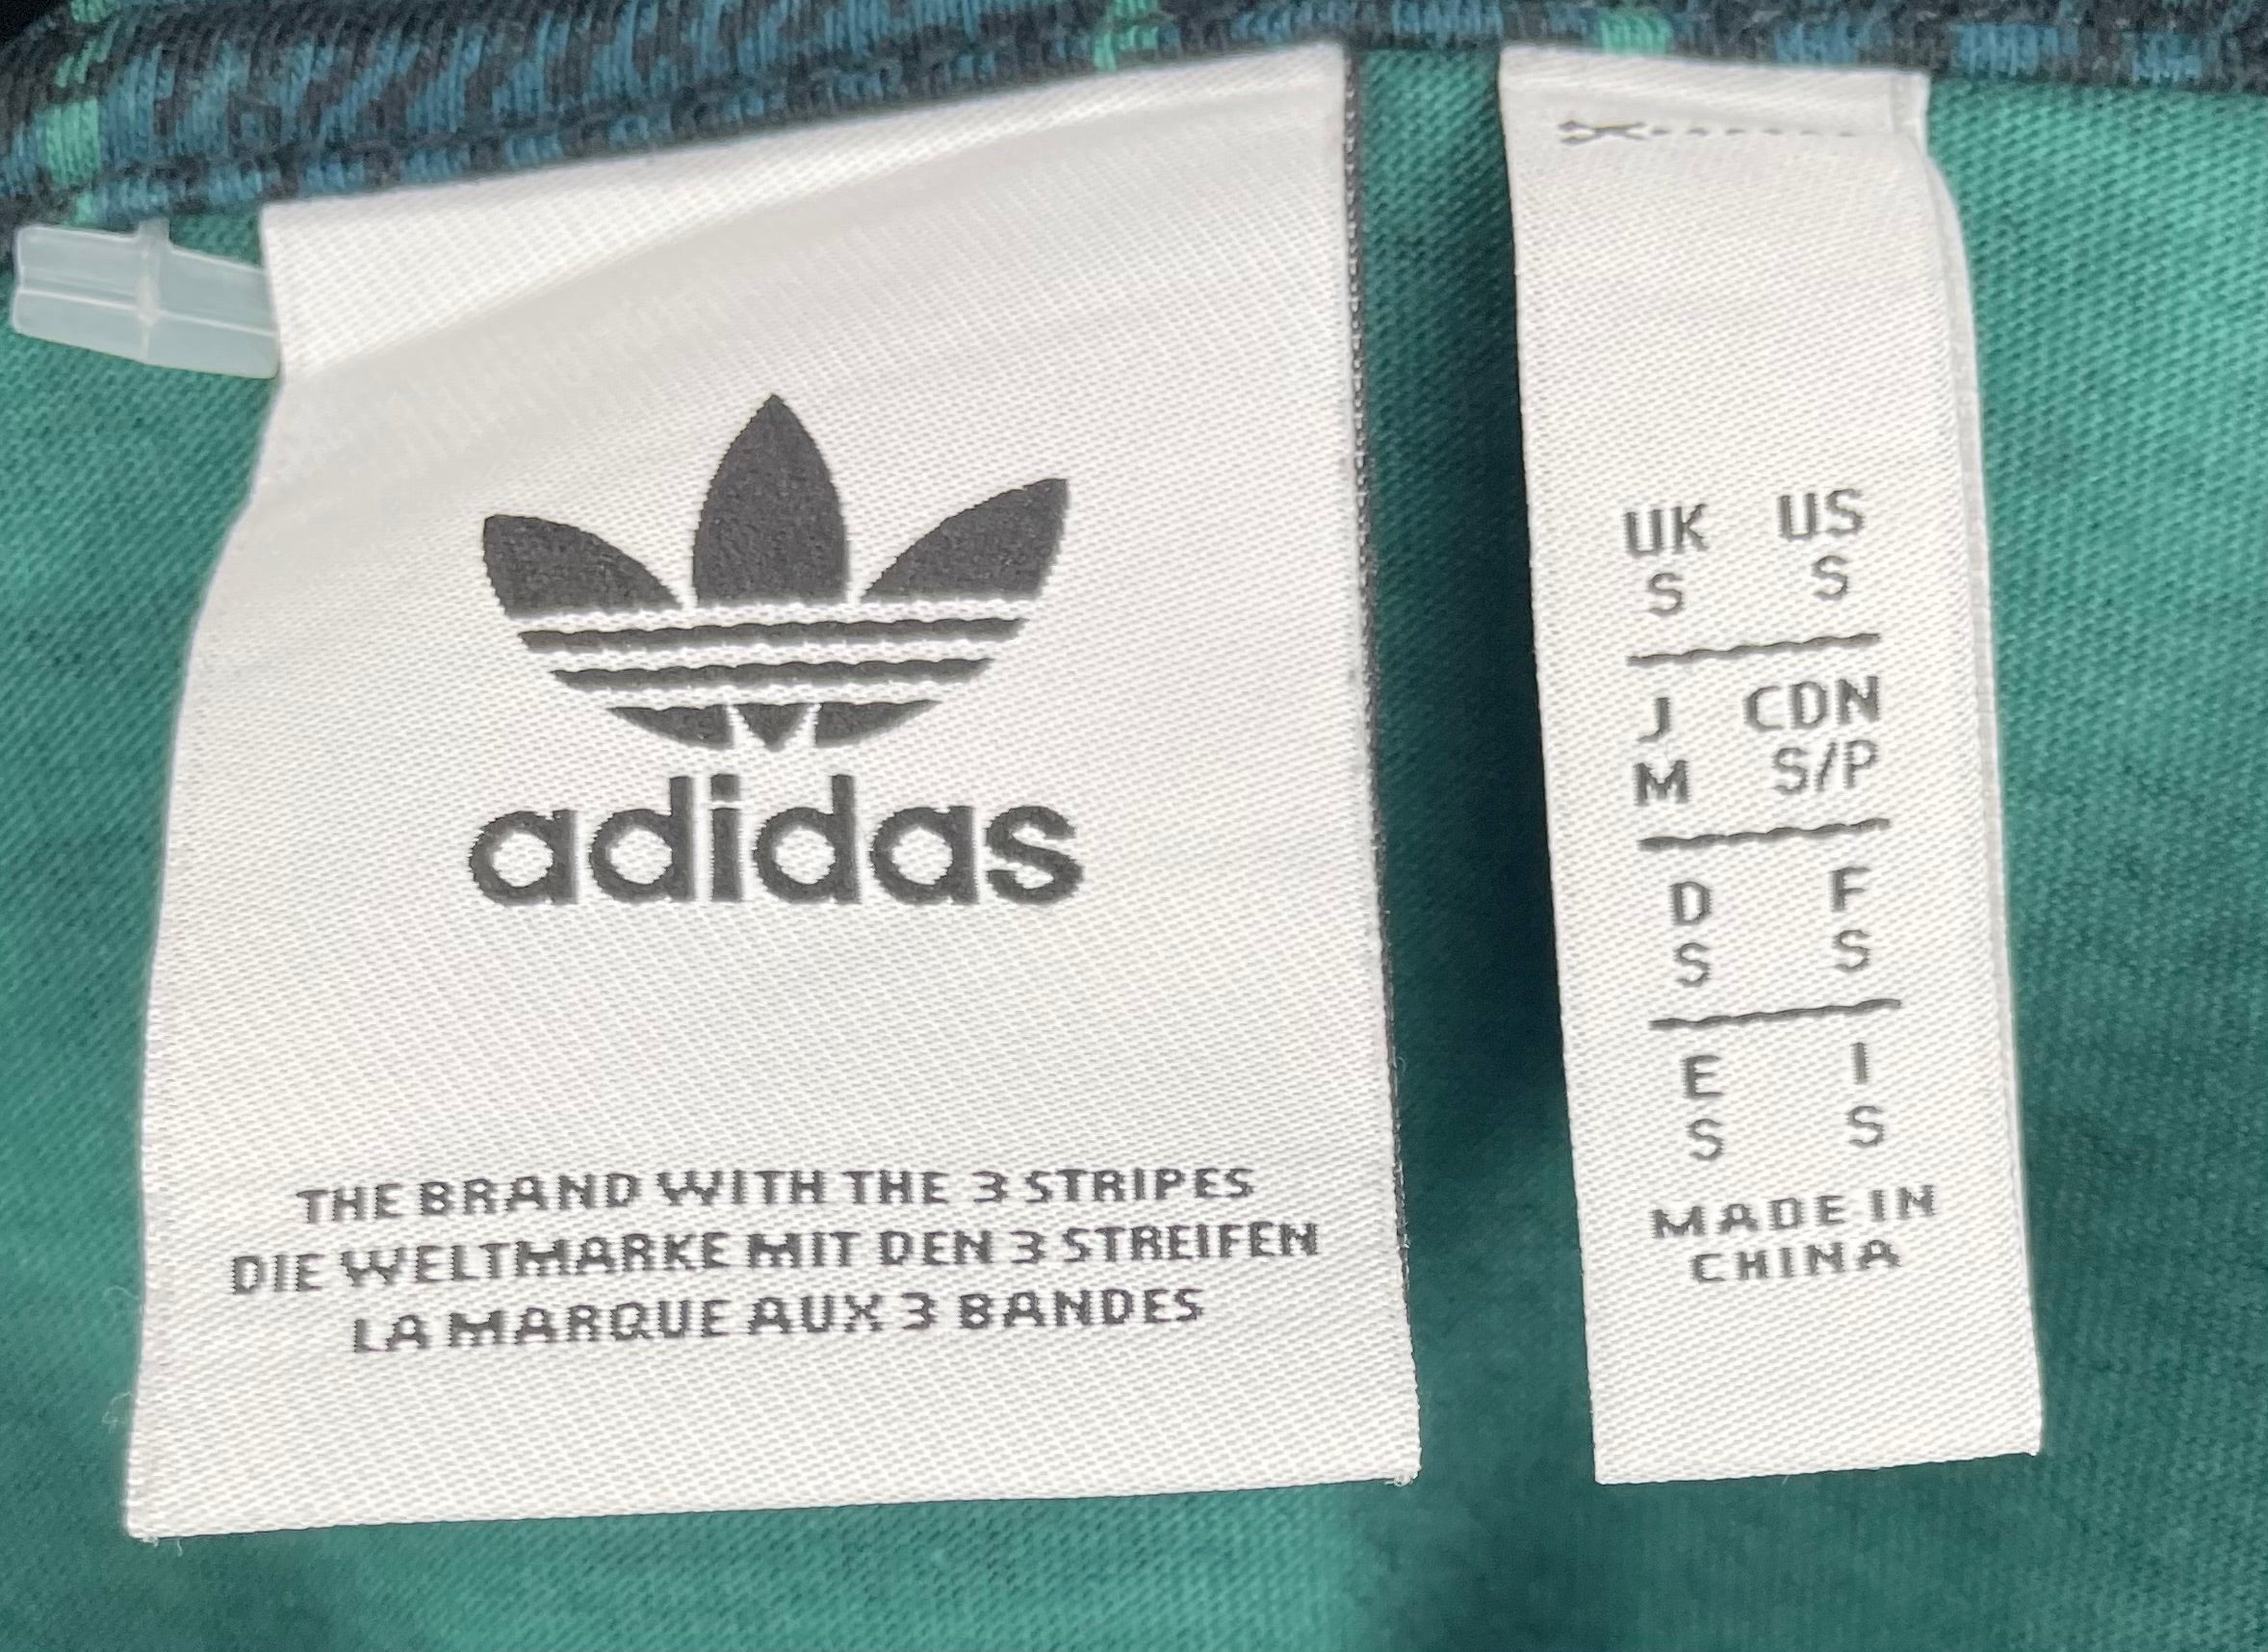 adidas
THE BRAND WITH THE 3 STRIPES
DIE WELTMARKE MIT DEN 3 STREIFEN
LA MARQUE AUX 3 BANDES
UK US
S S
J CDN
M S/P
D F
S S
E I
S S
MADE IN
CHINA